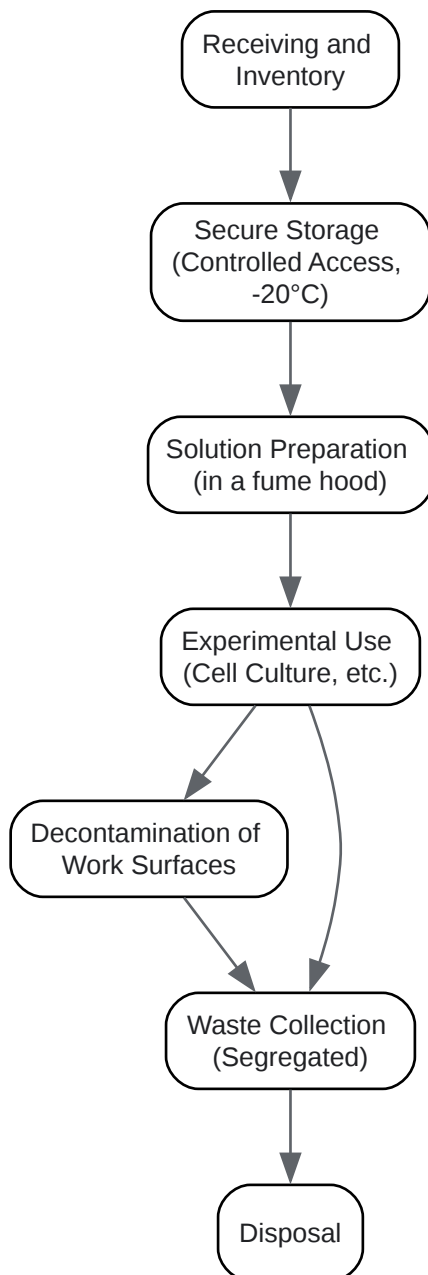 Receiving and
Inventory
Secure Storage
(Controlled Access,
-20°C)
Solution Preparation
(in a fume hood)
Experimental Use
(Cell Culture, etc.)
Decontamination of
Work Surfaces
Waste Collection
(Segregated)
Disposal